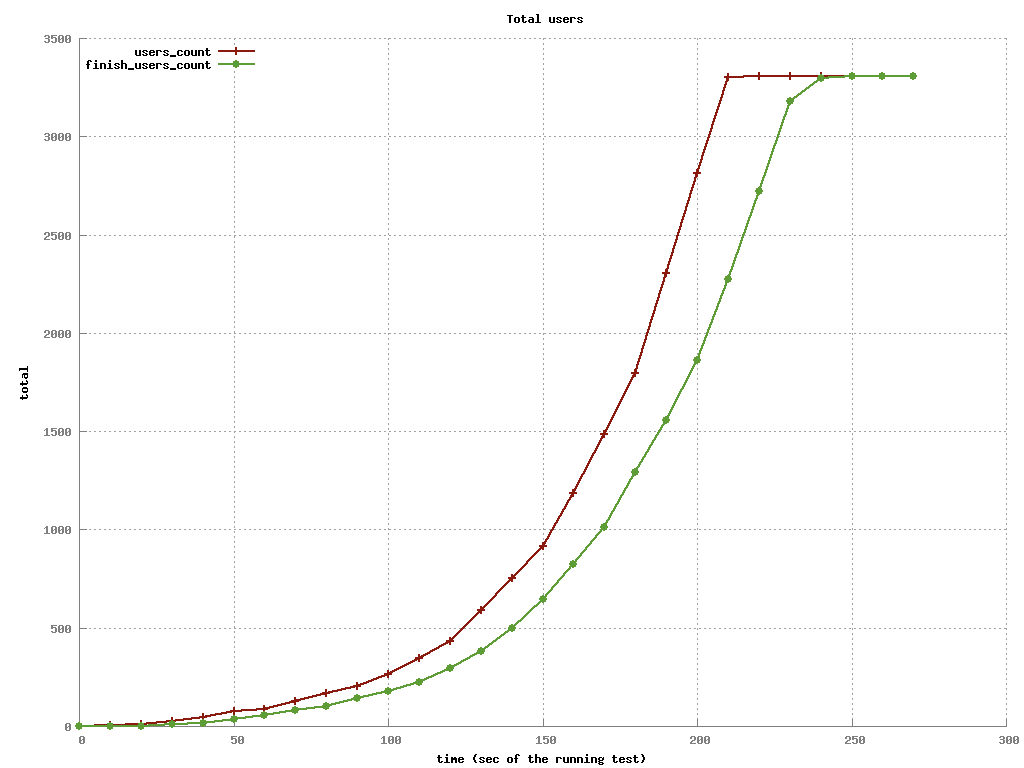 Total users
users_count
finish_users_count
3500
3000
2500
2000
1500
1000
500
0
total
0 50 100 150 200 250 300
time (sec of the running test)